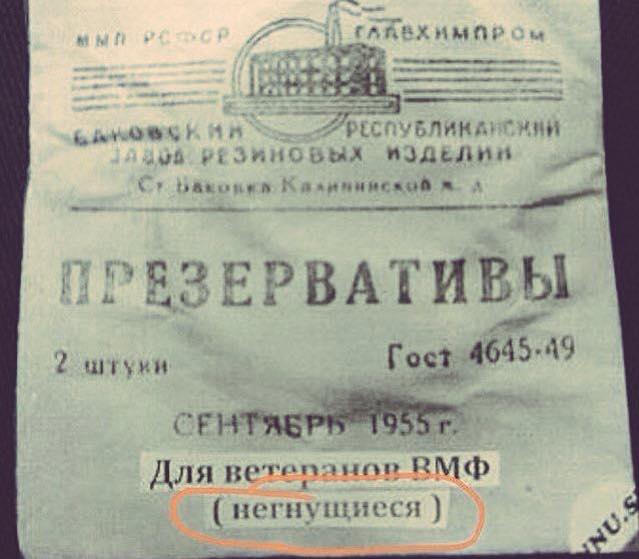 ММП РСФСР ГЛАВХИМПРОМ
БАКОВСКИЙ РЕСПУБЛИКАНСКИЙ
ЗАВОД РЕЗИНОВЫХ ИЗДЕЛИЙ
Ст Баковка Калининской ж. д
ПРЕЗЕРВАТИВЫ
2 штуки Гост 4645-49
СЕНТЯБРЬ 1955 г.
Для ветеранов ВМФ
(негнущиеся)